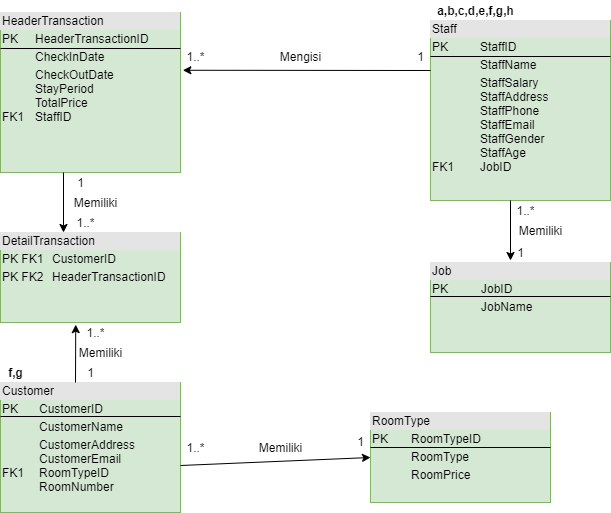 HeaderTransaction
PK HeaderTransactionID
CheckInDate
CheckOutDate
StayPeriod
TotalPrice
FK1 StaffID
1..* Mengisi 1
a,b,c,d,e,f,g,h
Staff
PK StaffID
StaffName
StaffSalary
StaffAddress
StaffPhone
StaffEmail
StaffGender
StaffAge
FK1 JobID
1
Memiliki
1..*
1..*
Memiliki
1
DetailTransaction
PK FK1 CustomerID
PK FK2 HeaderTransactionID
Job
PK JobID
JobName
1..*
Memiliki
1
f,g
Customer
PK CustomerID
CustomerName
CustomerAddress
CustomerEmail
FK1 RoomTypeID
RoomNumber
1..* Memiliki 1
RoomType
PK RoomTypeID
RoomType
RoomPrice